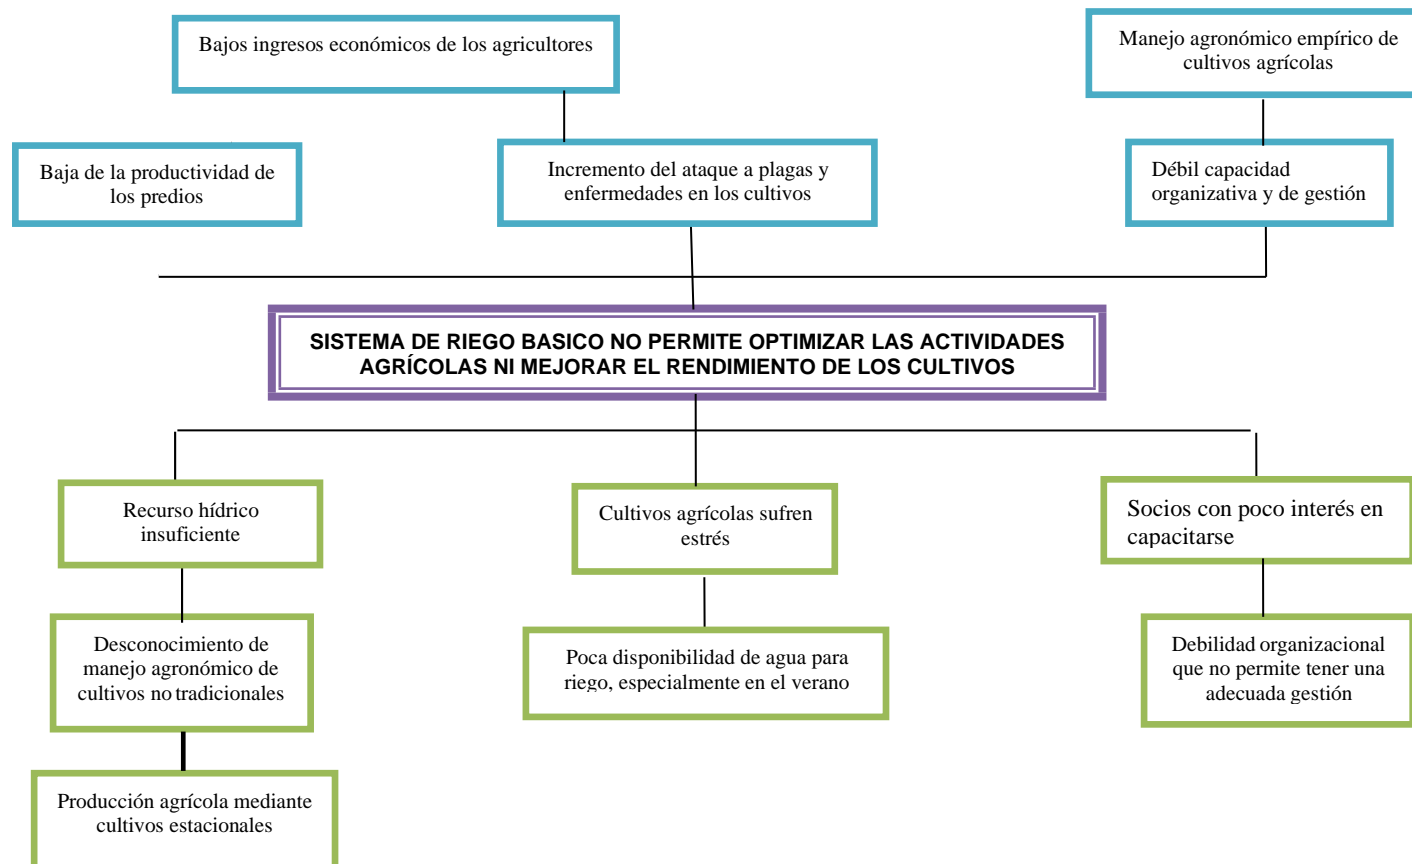 Bajos ingresos económicos de los agricultores
Manejo agronómico empírico de
cultivos agrícolas
Baja de la productividad de
los predios
Incremento del ataque a plagas y
enfermedades en los cultivos
Débil capacidad
organizativa y de gestión
SISTEMA DE RIEGO BASICO NO PERMITE OPTIMIZAR LAS ACTIVIDADES
AGRÍCOLAS NI MEJORAR EL RENDIMIENTO DE LOS CULTIVOS
Recurso hídrico
insuficiente
Cultivos agrícolas sufren
estrés
Socios con poco interés en
capacitarse
Desconocimiento de
manejo agronómico de
cultivos no tradicionales
Poca disponibilidad de agua para
riego, especialmente en el verano
Debilidad organizacional
que no permite tener una
adecuada gestión
Producción agrícola mediante
cultivos estacionales